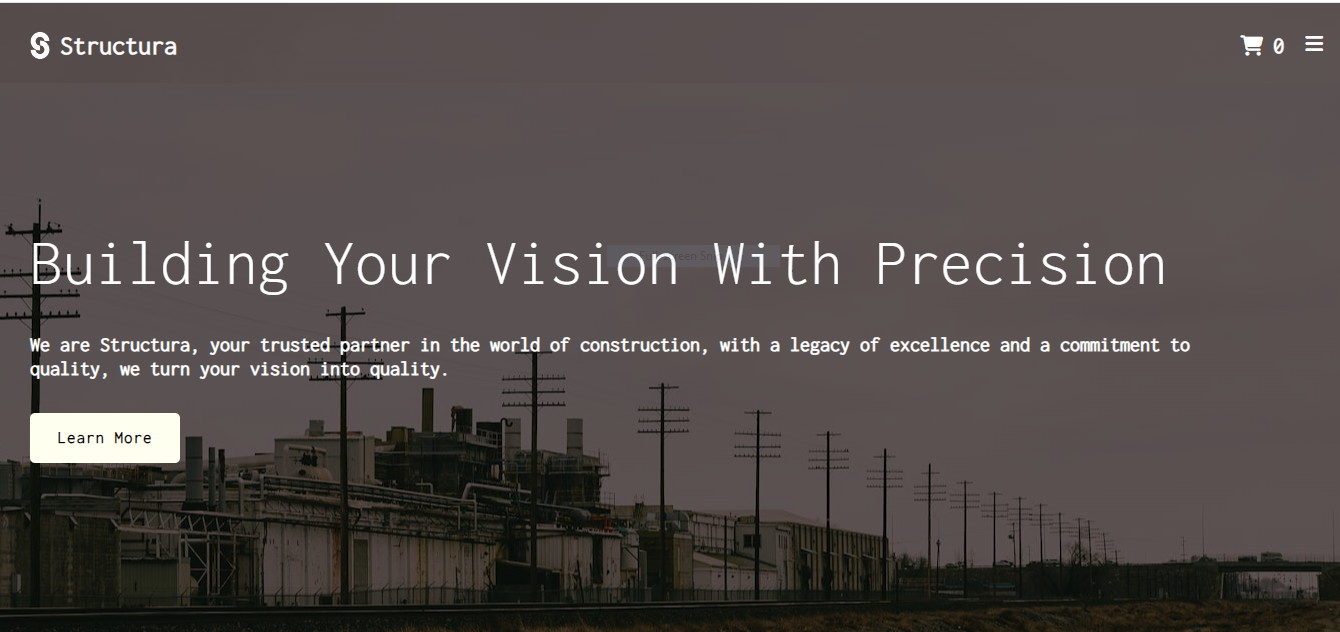 Structura
0
Building Your Vision With Precision
We are Structura, your trusted partner in the world of construction, with a legacy of excellence and a commitment to
quality, we turn your vision into quality.
Learn More